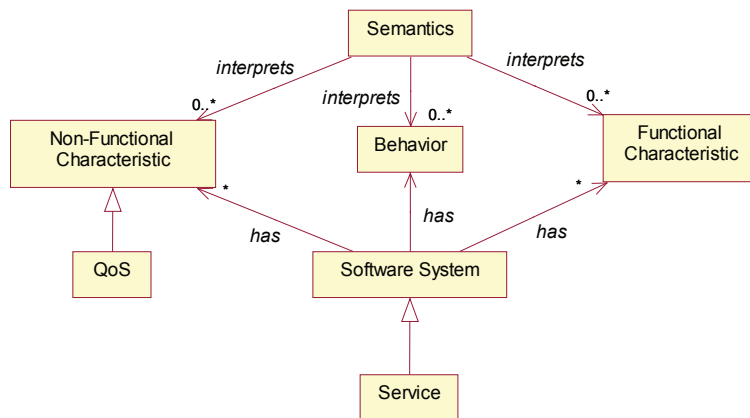 Semantics
interprets
interprets
interprets
0..*
0..*
0..*
Non-Functional
Characteristic
Behavior
Functional
Characteristic
*
*
has
has
has
QoS
Software System
Service